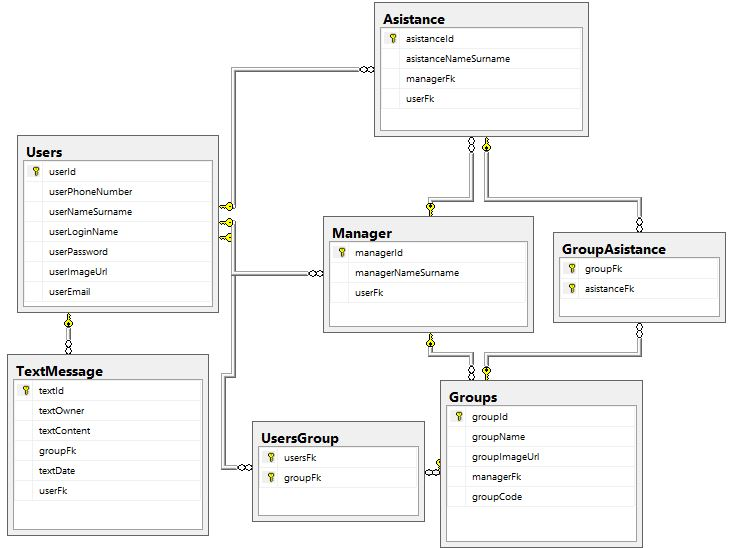 Asistance
asistanceId
asistanceNameSurname
managerFk
userFk
Users
userId
userPhoneNumber
userNameSurname
userLoginName
userPassword
userImageUrl
userEmail
Manager
managerId
managerNameSurname
userFk
GroupAsistance
groupFk
asistanceFk
TextMessage
textId
textOwner
textContent
groupFk
textDate
userFk
UsersGroup
usersFk
groupFk
Groups
groupId
groupName
groupImageUrl
managerFk
groupCode